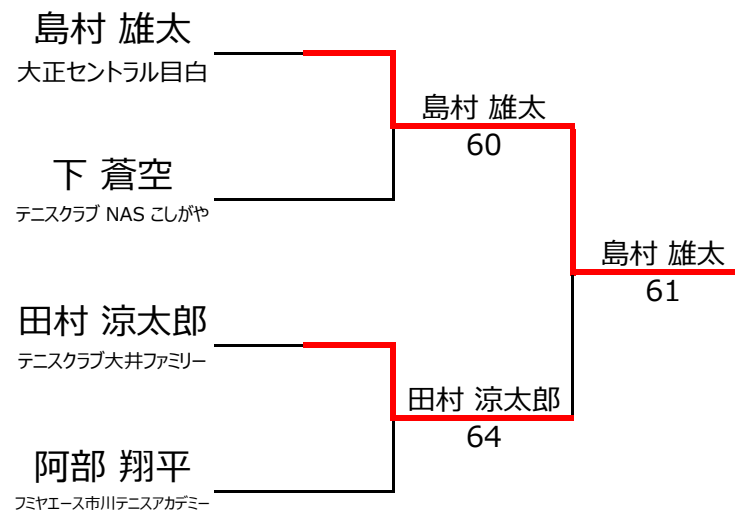 島村 雄太
大正セントラル目白
島村 雄太
60
下 蒼空
テニスクラブ NAS こしがや
島村 雄太
61
田村 涼太郎
テニスクラブ大井ファミリー
田村 涼太郎
64
阿部 翔平
フミヤエース市川テニスアカデミー